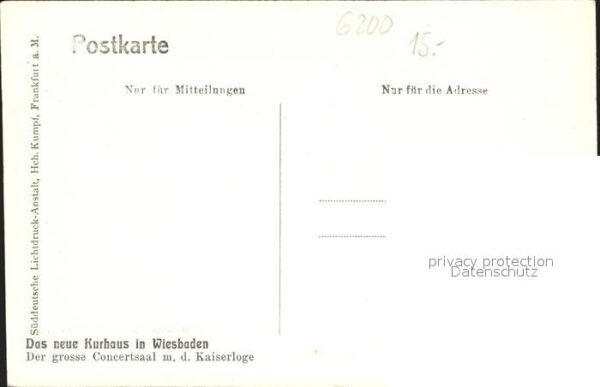 6200
15.-
Postkarte
Nur für Mitteilungen
Nur für die Adresse
Süddeutsche Lichtdruck-Anstalt, Hch. Kumpf, Frankfurt a. M.
privacy protection
Datenschutz
Das neue Kurhaus in Wiesbaden
Der grosse Concertsaal m. d. Kaiserloge